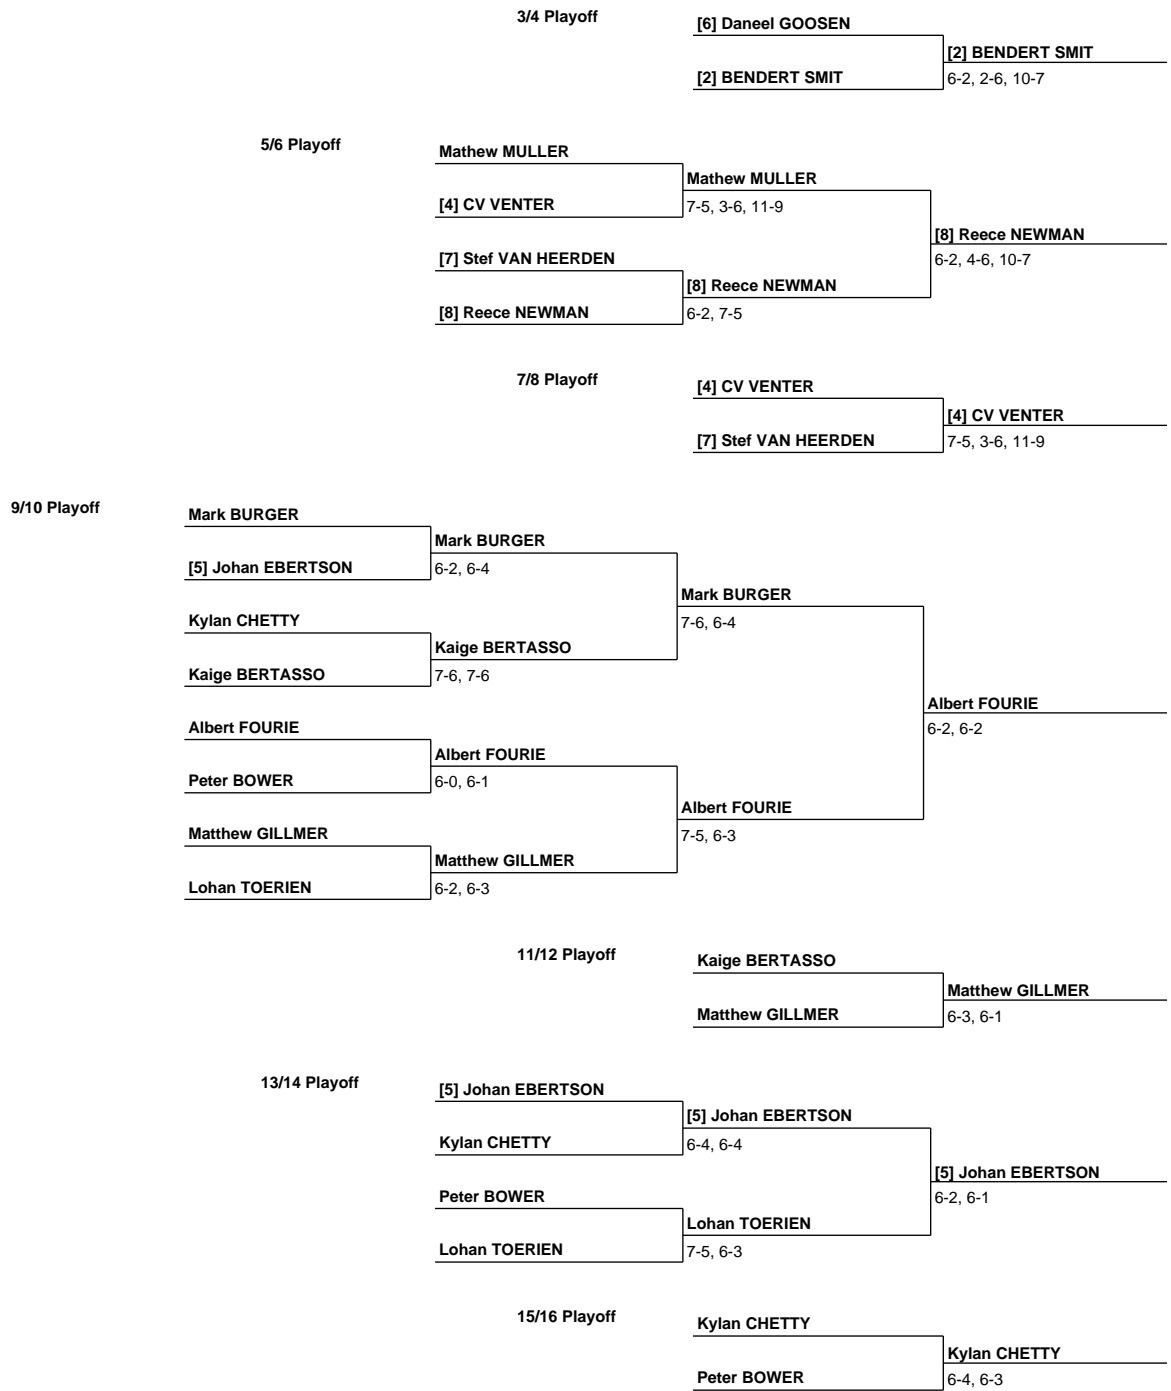 3/4 Playoff
[6] Daneel GOOSEN
[2] BENDERT SMIT
[2] BENDERT SMIT
6-2, 2-6, 10-7
5/6 Playoff
Mathew MULLER
Mathew MULLER
[4] CV VENTER
7-5, 3-6, 11-9
[8] Reece NEWMAN
[7] Stef VAN HEERDEN
6-2, 4-6, 10-7
[8] Reece NEWMAN
[8] Reece NEWMAN
6-2, 7-5
7/8 Playoff
[4] CV VENTER
[4] CV VENTER
[7] Stef VAN HEERDEN
7-5, 3-6, 11-9
9/10 Playoff
Mark BURGER
Mark BURGER
[5] Johan EBERTSON
6-2, 6-4
Mark BURGER
Kylan CHETTY
7-6, 6-4
Kaige BERTASSO
Kaige BERTASSO
7-6, 7-6
Albert FOURIE
Albert FOURIE
6-2, 6-2
Albert FOURIE
Peter BOWER
6-0, 6-1
Albert FOURIE
Matthew GILLMER
7-5, 6-3
Matthew GILLMER
Lohan TOERIEN
6-2, 6-3
11/12 Playoff
Kaige BERTASSO
Matthew GILLMER
Matthew GILLMER
6-3, 6-1
13/14 Playoff
[5] Johan EBERTSON
[5] Johan EBERTSON
Kylan CHETTY
6-4, 6-4
[5] Johan EBERTSON
Peter BOWER
6-2, 6-1
Lohan TOERIEN
Lohan TOERIEN
7-5, 6-3
15/16 Playoff
Kylan CHETTY
Kylan CHETTY
Peter BOWER
6-4, 6-3